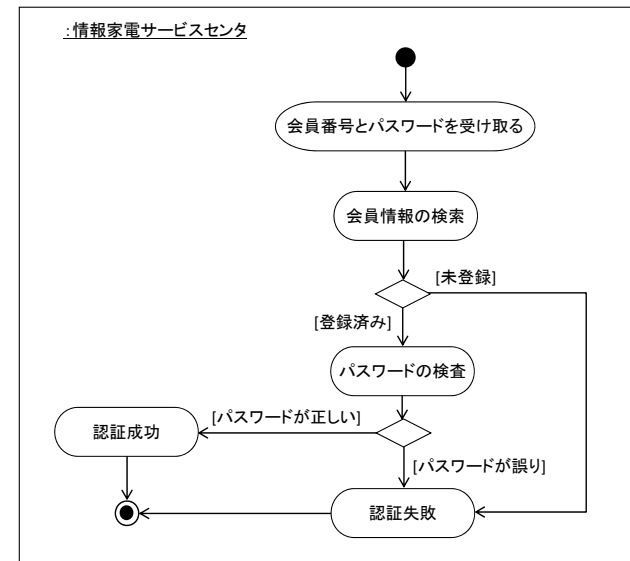 :情報家電サービスセンタ
会員番号とパスワードを受け取る
会員情報の検索
[未登録]
[登録済み]
パスワードの検査
[パスワードが正しい]
認証成功
[パスワードが誤り]
認証失敗